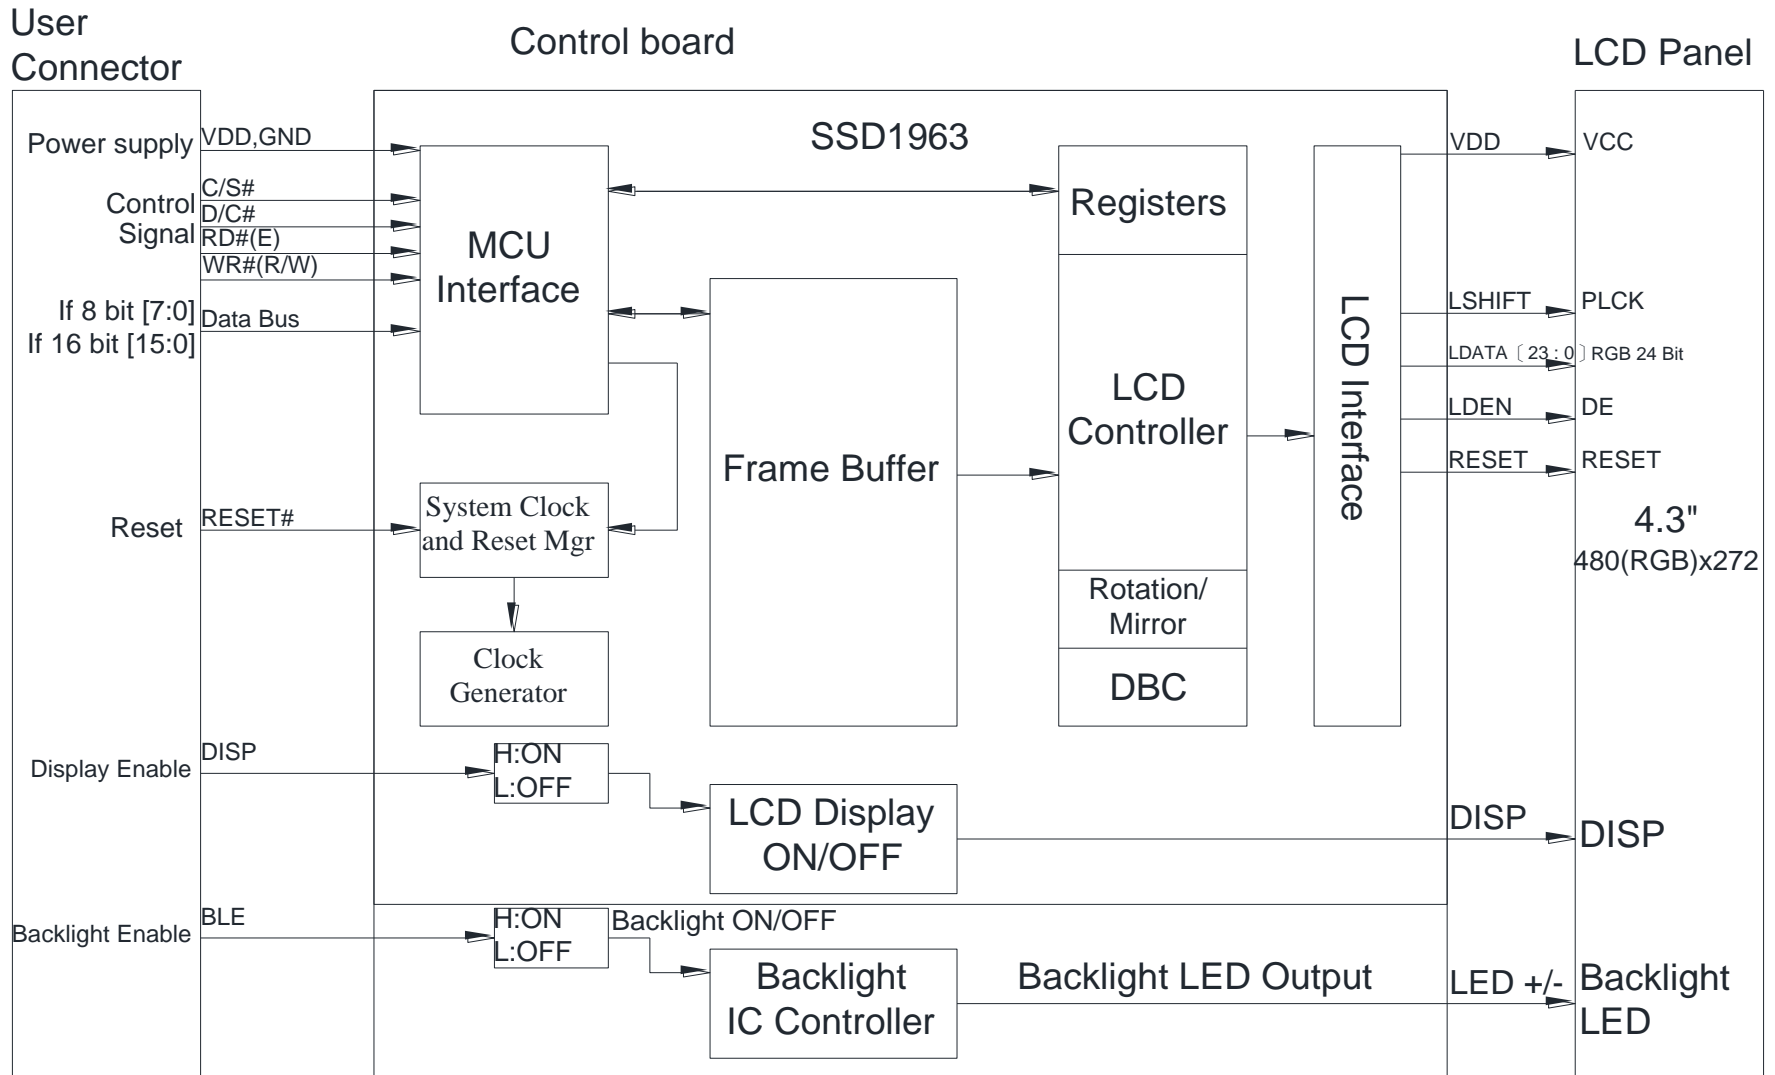 User
Connector
Control board
LCD Panel
Power supply
VDD,GND
Control
Signal
C/S#
D/C#
RD#(E)
WR#(R/W)
If 8 bit [7:0]
If 16 bit [15:0]
Data Bus
Reset
RESET#
Display Enable
DISP
Backlight Enable
BLE
SSD1963
MCU
Interface
System Clock
and Reset Mgr
Clock
Generator
Frame Buffer
Registers
LCD
Controller
Rotation/
Mirror
DBC
LCD Interface
H:ON
L:OFF
LCD Display
ON/OFF
H:ON
L:OFF
Backlight ON/OFF
Backlight
IC Controller
Backlight LED Output
VDD
VCC
LSHIFT
PLCK
LDATA〔23:0〕RGB 24 Bit
LDEN
DE
RESET
RESET
4.3"
480(RGB)x272
DISP
DISP
LED +/-
Backlight
LED